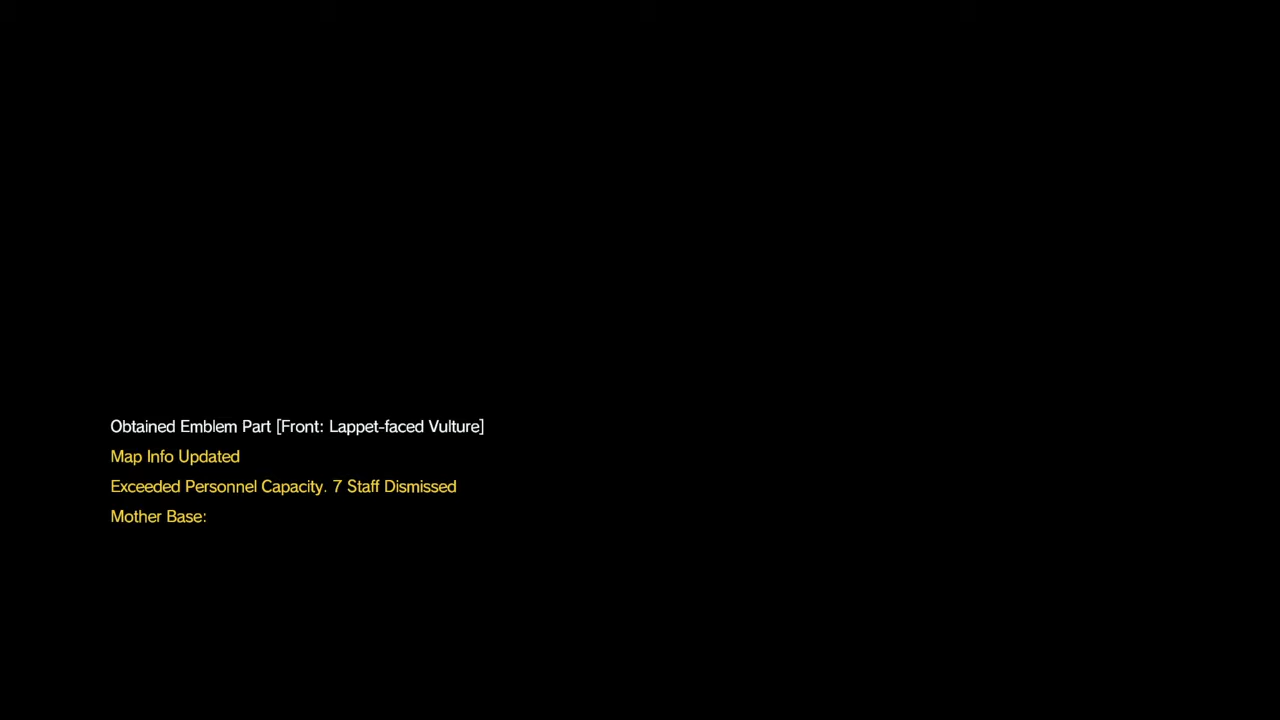 Obtained Emblem Part [Front: Lappet-faced Vulture]
Map Info Updated
Exceeded Personnel Capacity. 7 Staff Dismissed
Mother Base: